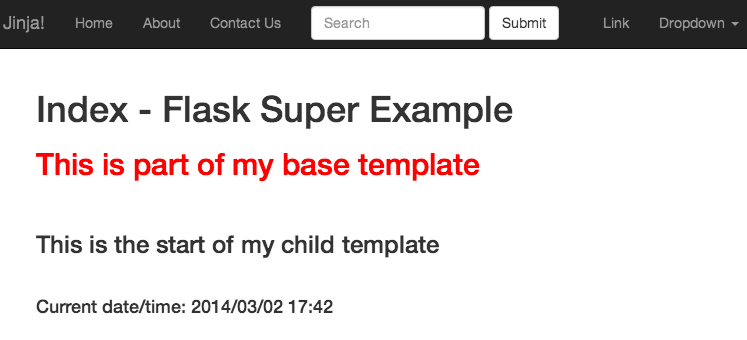 Jinja! Home About Contact Us Search Submit Link Dropdown
Index - Flask Super Example
This is part of my base template
This is the start of my child template
Current date/time: 2014/03/02 17:42